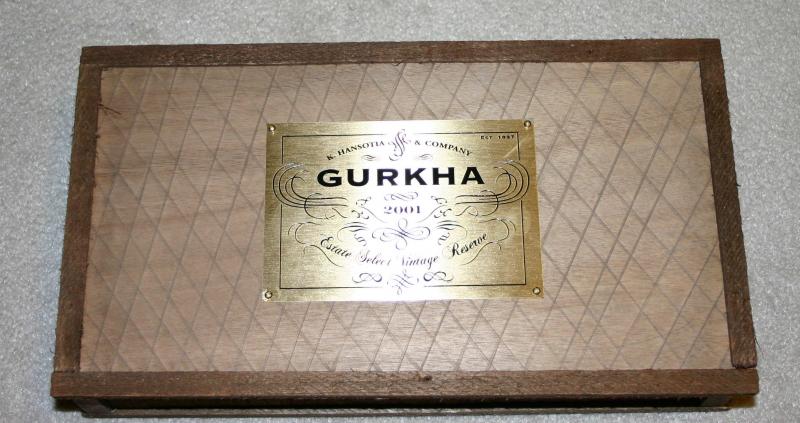 EST. 1887
K. HANSOTIA & COMPANY
GURKHA
2001
Estate Select Vintage Reserve